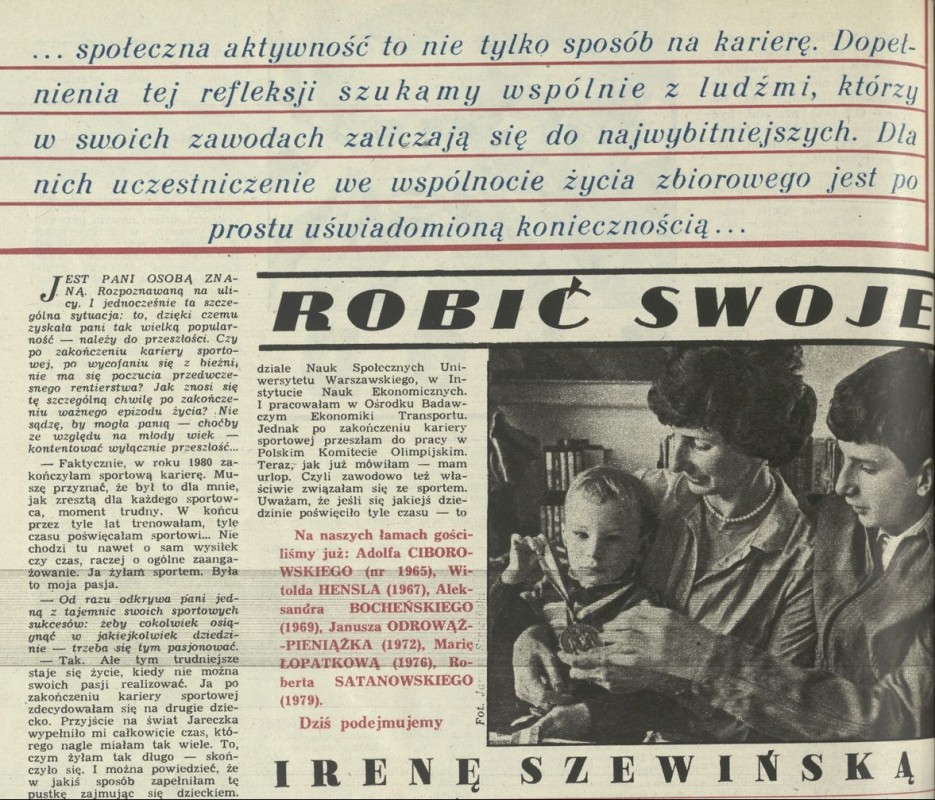 ... społeczna aktywność to nie tylko sposób na karierę. Dopeł-
nienia tej refleksji szukamy wspólnie z ludźmi, którzy
w swoich zawodach zaliczają się do najwybitniejszych. Dla
nich uczestniczenie we wspólnocie życia zbiorowego jest po
prostu uświadomioną koniecznością...
ROBIĆ SWOJE
JEST PANI OSOBĄ ZNA-
NĄ. Rozpoznawaną na uli-
cy. I jednocześnie ta szcze-
gólna sytuacja: to, dzięki czemu
zyskała pani tak wielką popular-
ność — należy do przeszłości. Czy
po zakończeniu kariery sporto-
wej, po wycofaniu się z bieżni,
nie ma się poczucia przedwcze-
snego rentierstwa? Jak znosi się
tę szczególną chwilę po zakończe-
niu ważnego epizodu życia? Nie
sądzę, by mogła panią — choćby
ze względu na młody wiek —
kontentować wyłącznie przeszłość...
— Faktycznie, w roku 1980 za-
kończyłam sportową karierę. Mu-
szę przyznać, że był to dla mnie,
jak zresztą dla każdego sportow-
ca, moment trudny. W końcu
przez tyle lat trenowałam, tyle
czasu poświęcałam sportowi... Nie
chodzi tu nawet o sam wysiłek
czy czas, raczej o ogólne zaanga-
żowanie. Ja żyłam sportem. Była
to moja pasja.
— Od razu odkrywa pani jed-
ną z tajemnic swoich sportowych
sukcesów: żeby cokolwiek osią-
gnąć w jakiejkolwiek dziedzi-
nie — trzeba się tym pasjonować.
— Tak. Ale tym trudniejsze
staje się życie, kiedy nie można
swoich pasji realizować. Ja po
zakończeniu kariery sportowej
zdecydowałam się na drugie dzie-
cko. Przyjście na świat Jareczka
wypełniło mi całkowicie czas, któ-
rego nagle miałam tak wiele. To,
czym żyłam tak długo — skoń-
czyło się. I można powiedzieć, że
w jakiś sposób zapełniłam tę
pustkę zajmując się dzieckiem.
dziale Nauk Społecznych Uni-
wersytetu Warszawskiego, w In-
stytucie Nauk Ekonomicznych.
I pracowałam w Ośrodku Badaw-
czym Ekonomiki Transportu.
Jednak po zakończeniu kariery
sportowej przeszłam do pracy w
Polskim Komitecie Olimpijskim.
Teraz, jak już mówiłam — mam
urlop. Czyli zawodowo też wła-
ściwie związałam się ze sportem.
Uważam, że jeśli się jakiejś dzie-
dzinie poświęciło tyle czasu — to
Na naszych łamach gości-
liśmy już: Adolfa CIBORO-
WSKIEGO (nr 1965), Wi-
tolda HENSLA (1967), Alek-
sandra BOCHEŃSKIEGO
(1969), Janusza ODROWĄŻ-
-PIENIĄŻKA (1972), Marię
ŁOPATKOWĄ (1976), Ro-
berta SATANOWSKIEGO
(1979).
Dziś podejmujemy
Fot.
IRENĘ SZEWIŃSKĄ